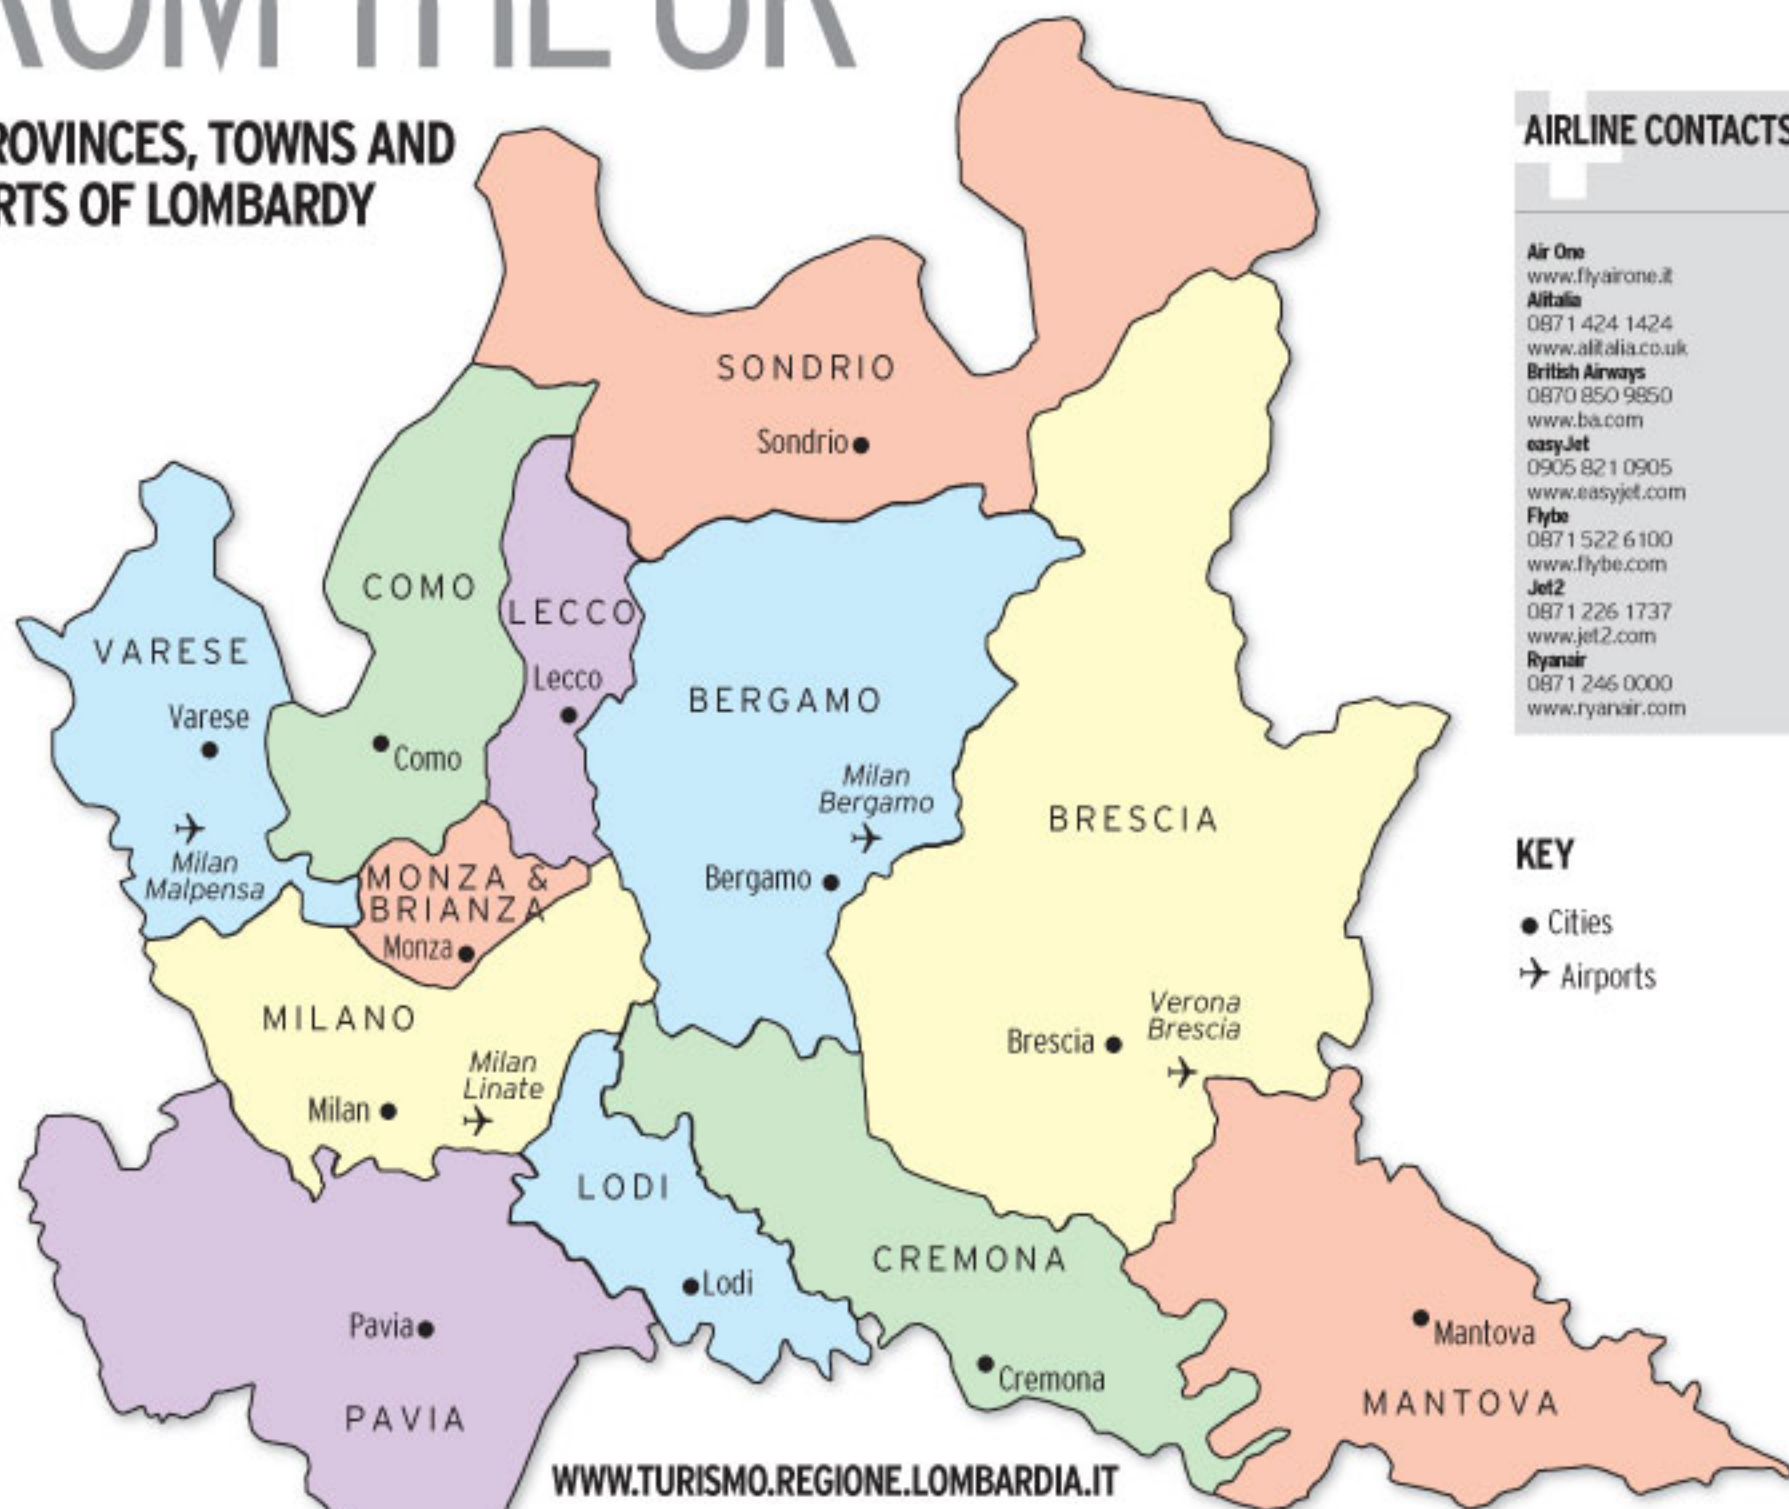 ROM THE UK
ROVINCES, TOWNS AND
RTS OF LOMBARDY
AIRLINE CONTACTS
Air One
www.flyairone.it
Alitalia
0871 424 1424
www.alitalia.co.uk
British Airways
0870 850 9850
www.ba.com
easyJet
0905 821 0905
www.easyjet.com
Flybe
0871 522 6100
www.flybe.com
Jet2
0871 226 1737
www.jet2.com
Ryanair
0871 246 0000
www.ryanair.com
SONDRIO
Sondrio
COMO
LECCO
VARESE
Lecco
BERGAMO
Varese
Como
Milan
Bergamo
BRESCIA
Milan
Malpensa
MONZA &
BRIANZA
Bergamo
Monza
KEY
Cities
Airports
MILANO
Verona
Brescia
Brescia
Milan
Linate
Milan
LODI
CREMONA
Lodi
Pavia
Mantova
Cremona
PAVIA
MANTOVA
WWW.TURISMO.REGIONE.LOMBARDIA.IT